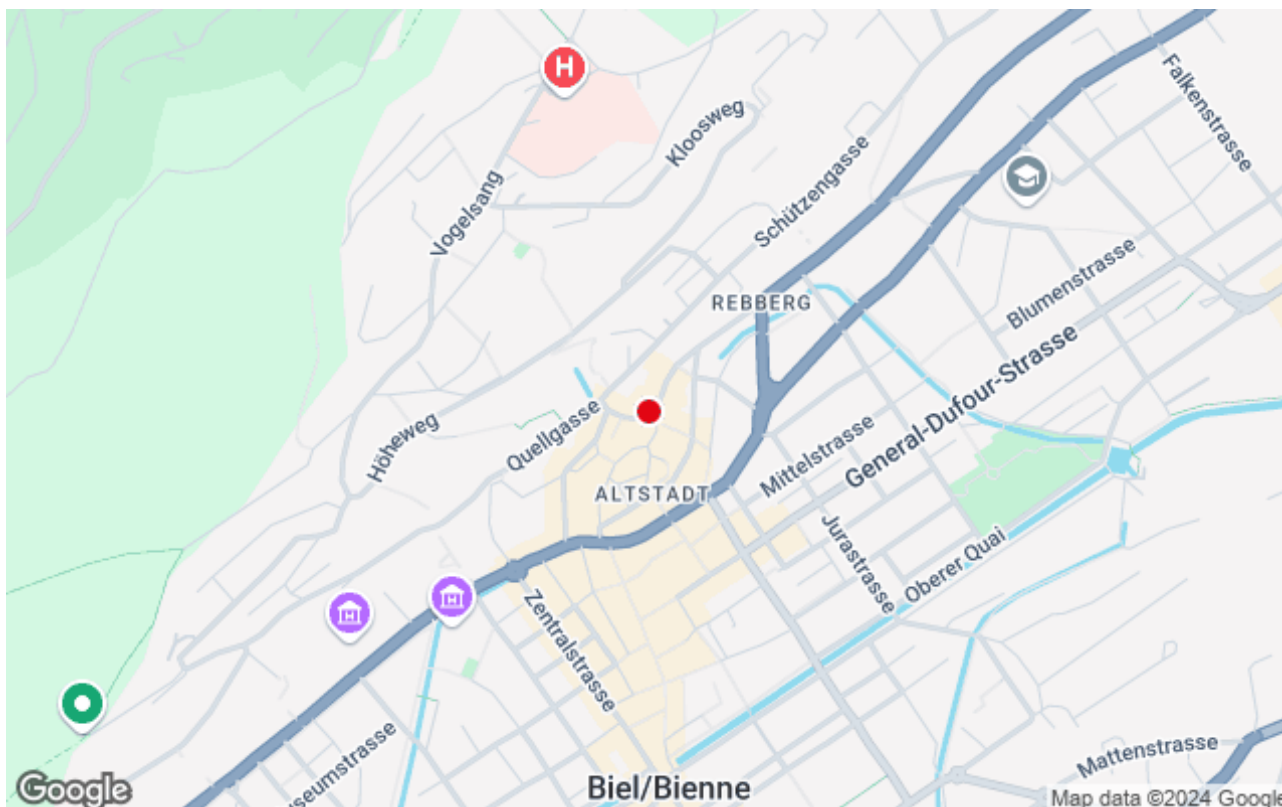 H
Falkenstrasse
Kloosweg
Schützengasse
Vogelsang
Blumenstrasse
REBBERG
General-Dufour-Strasse
Höheweg
Quellgasse
Mittelstrasse
ALTSTADT
Jurastrasse
Oberer Quai
Zentralstrasse
H
H
useumstrasse
Mattenstrasse
Biel/Bienne
Google
Map data ©2024 Google